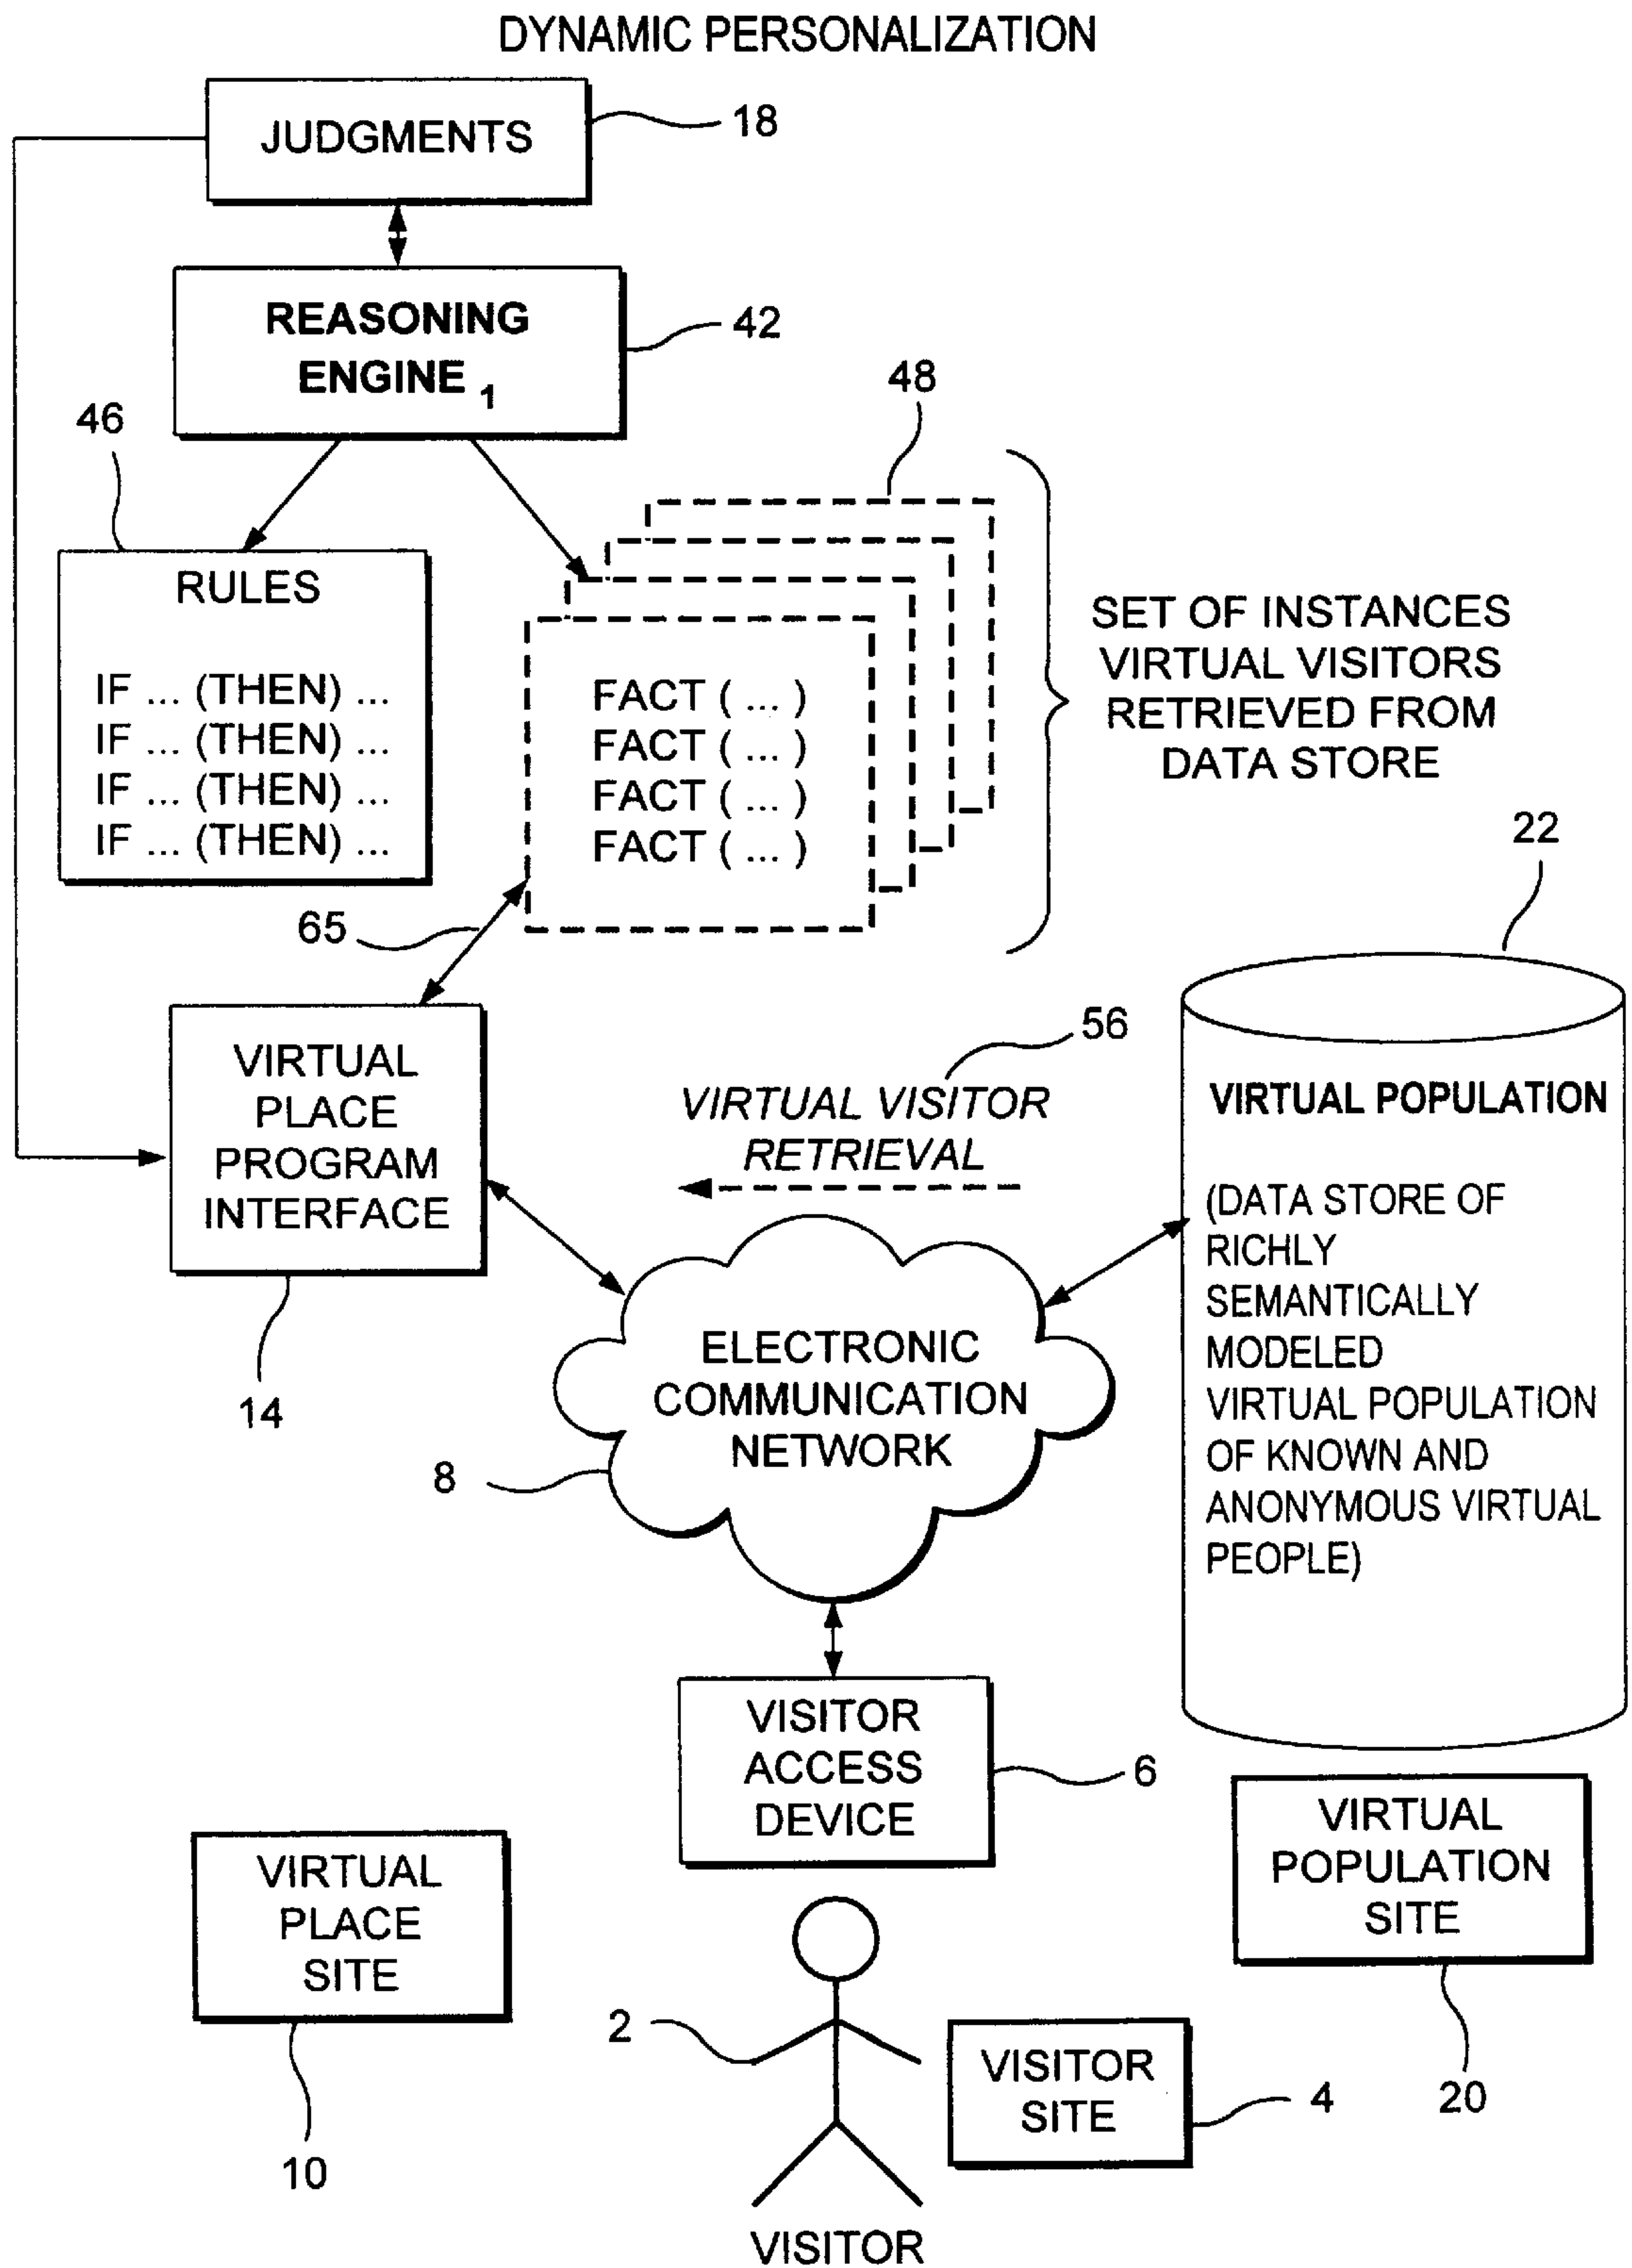 DYNAMIC PERSONALIZATION
JUDGMENTS
18
REASONING
ENGINE 1
42
46
48
RULES
IF ... (THEN) ...
IF ... (THEN) ...
IF ... (THEN) ...
IF ... (THEN) ...
FACT ( ... )
FACT ( ... )
FACT ( ... )
FACT ( ... )
SET OF INSTANCES
VIRTUAL VISITORS
RETRIEVED FROM
DATA STORE
65
22
VIRTUAL
PLACE
PROGRAM
INTERFACE
14
56
VIRTUAL VISITOR
RETRIEVAL
VIRTUAL POPULATION
(DATA STORE OF
RICHLY
SEMANTICALLY
MODELED
VIRTUAL POPULATION
OF KNOWN AND
ANONYMOUS VIRTUAL
PEOPLE)
ELECTRONIC
COMMUNICATION
NETWORK
8
VISITOR
ACCESS
DEVICE
6
VIRTUAL
PLACE
SITE
10
VIRTUAL
POPULATION
SITE
20
2
VISITOR
SITE
4
VISITOR